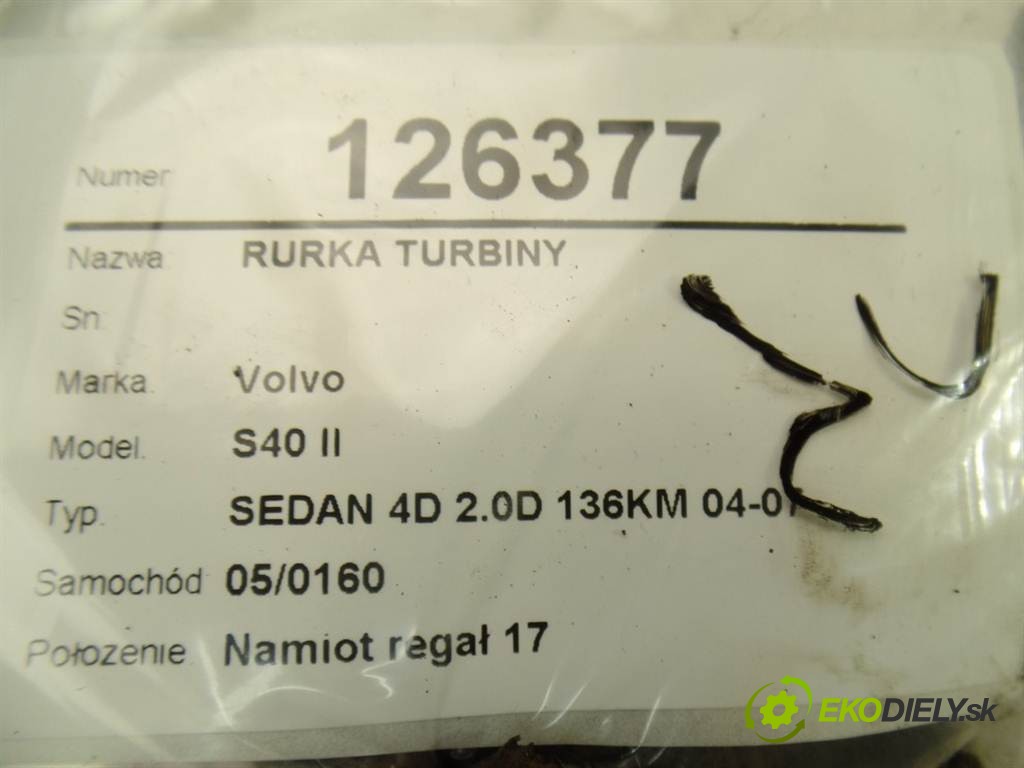 Numer 126377
Nazwa RURKA TURBINY
Sn.
Marka. Volvo
Model. S40 II
Typ. SEDAN 4D 2.0D 136KM 04-07
Samochód 05/0160
Położenie Namiot regał 17
EKODIELY.sk